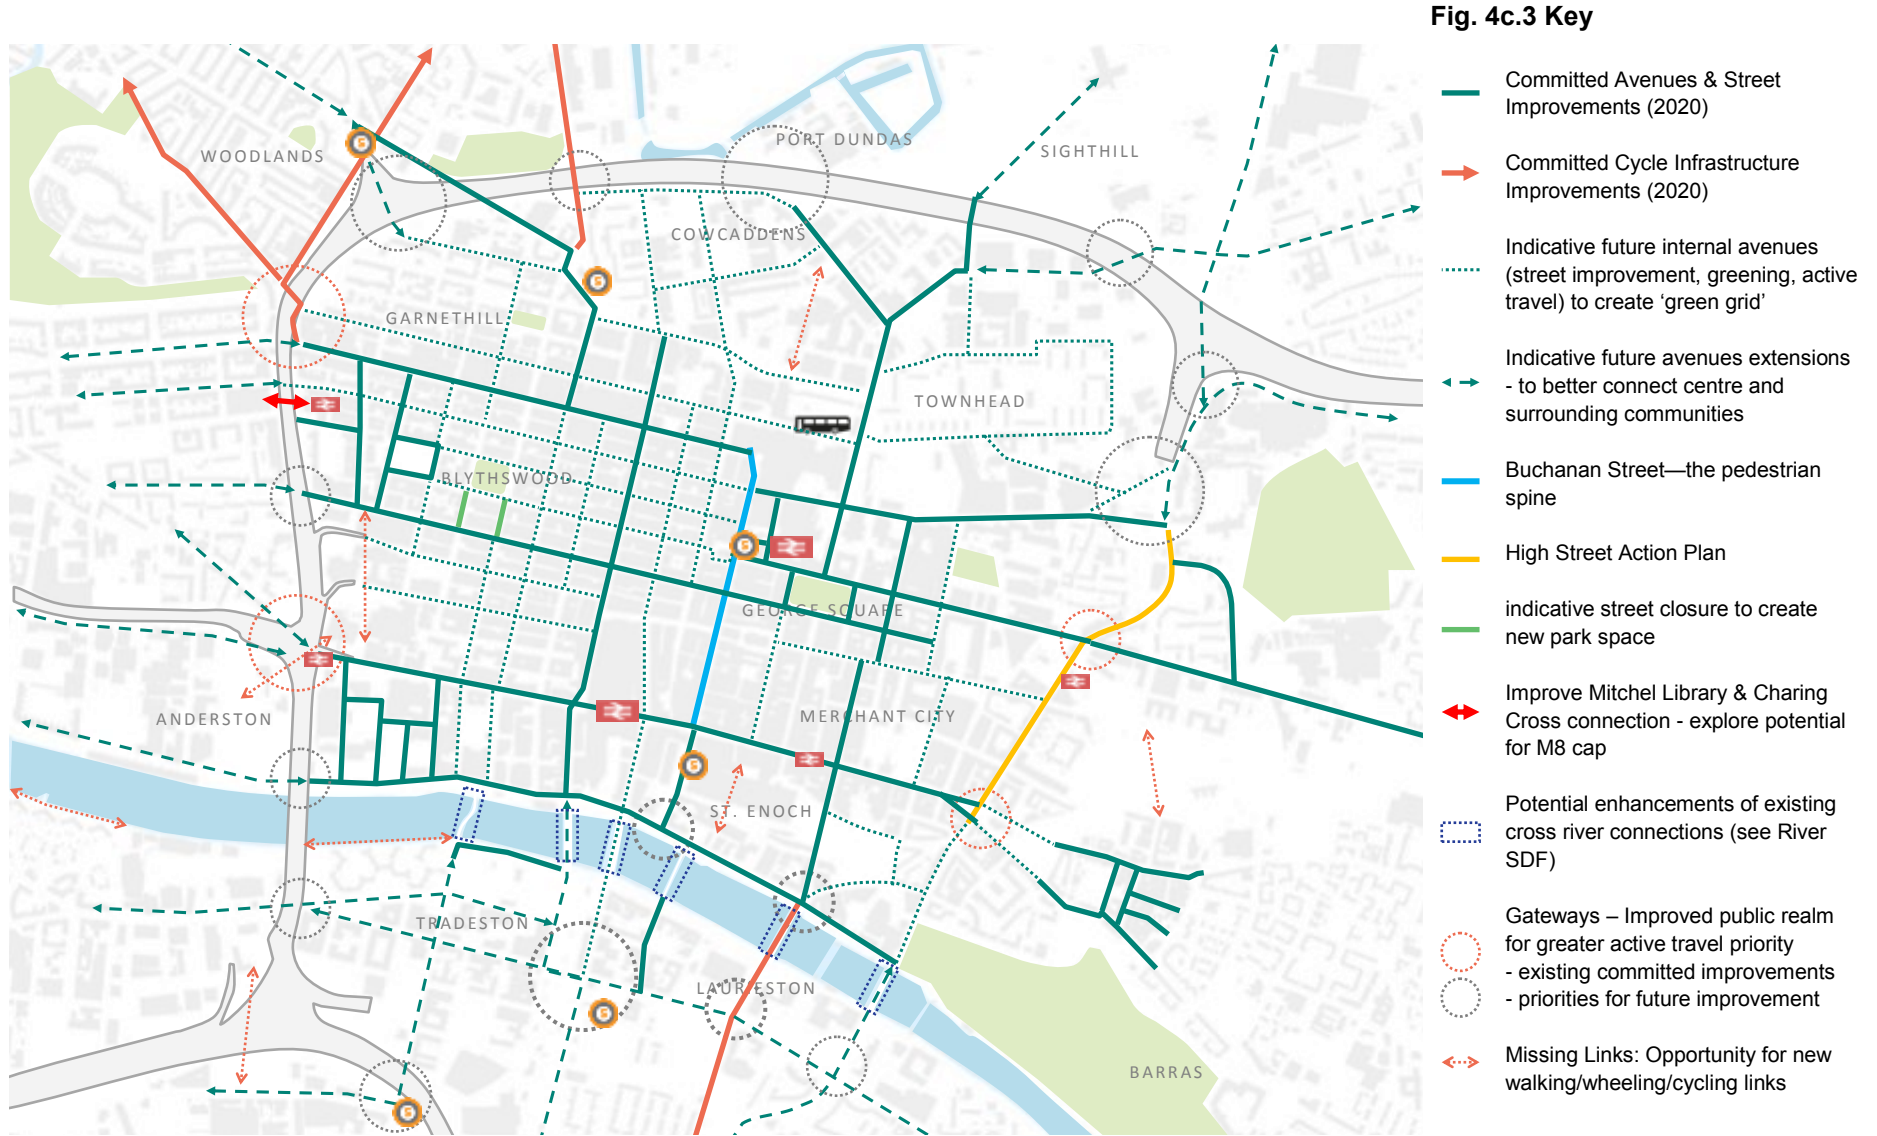 Fig. 4c.3 Key
Committed Avenues & Street
Improvements (2020)
Committed Cycle Infrastructure
Improvements (2020)
Indicative future internal avenues
(street improvement, greening, active
travel) to create ‘green grid’
Indicative future avenues extensions
- to better connect centre and
surrounding communities
Buchanan Street—the pedestrian
spine
High Street Action Plan
indicative street closure to create
new park space
Improve Mitchel Library & Charing
Cross connection - explore potential
for M8 cap
Potential enhancements of existing
cross river connections (see River
SDF)
Gateways – Improved public realm
for greater active travel priority
- existing committed improvements
- priorities for future improvement
Missing Links: Opportunity for new
walking/wheeling/cycling links
WOODLANDS
PORT DUNDAS
SIGHTHILL
COWCADDENS
GARNETHILL
TOWNHEAD
BLYTHSWOOD
GEORGE SQUARE
ANDERSTON
MERCHANT CITY
ST. ENOCH
TRADESTON
LAURIESTON
BARRAS